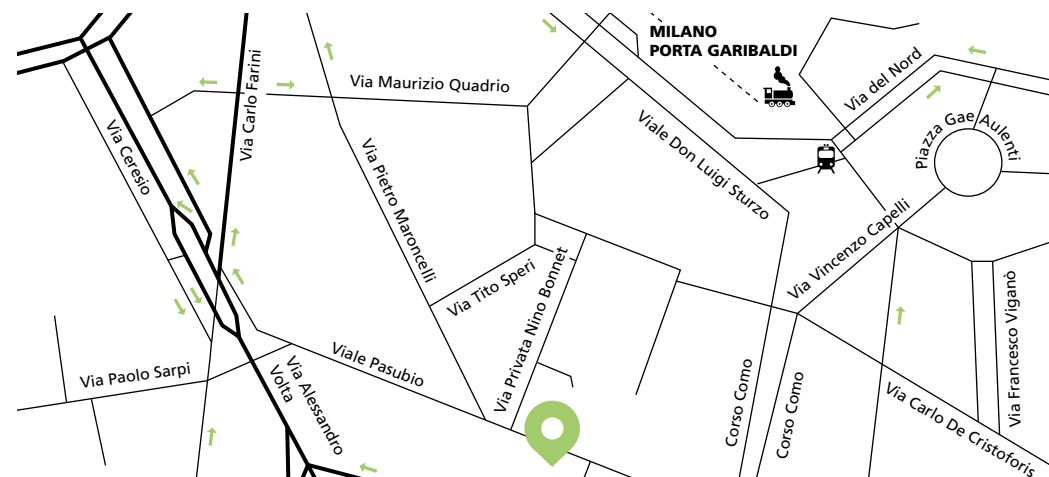 MILANO
PORTA GARIBALDI
Via Maurizio Quadrio
Via Carlo Farini
Via del Nord
Piazza Gae Aulenti
Via Ceresio
Via Pietro Maroncelli
Viale Don Luigi Sturzo
Via Vincenzo Capelli
Via Tito Speri
Via Privata Nino Bonnet
Via Francesco Viganò
Viale Pasubio
Via Paolo Sarpi
Via Alessandro
Volta
Corso Como
Corso Como
Via Carlo De Cristoforis